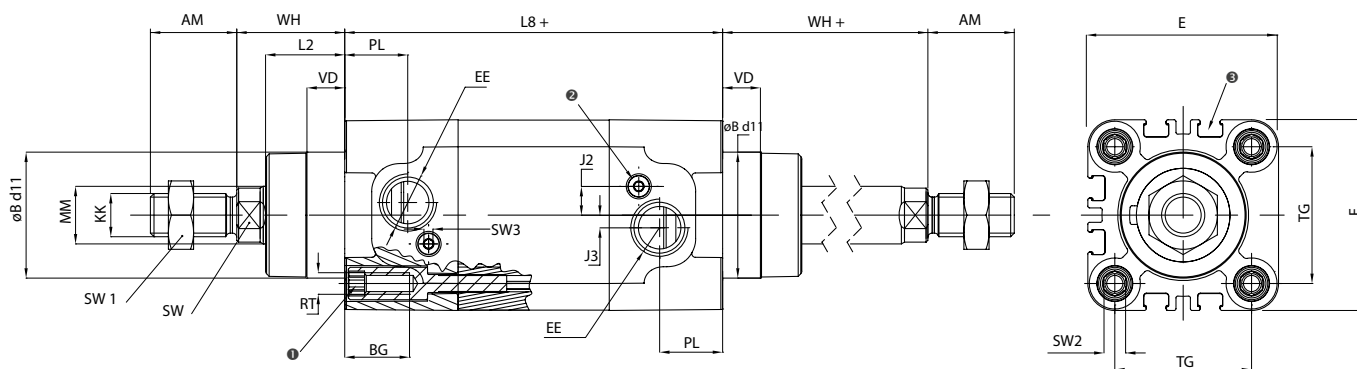 AM WH L8 + WH + AM
L2 PL
VD VD
EE
❷
øB d11
J2
øB d11
MM
KK
SW3
J3
SW 1
SW
RT
EE
❶
BG
PL
E
❸
TG
E
SW2
TG